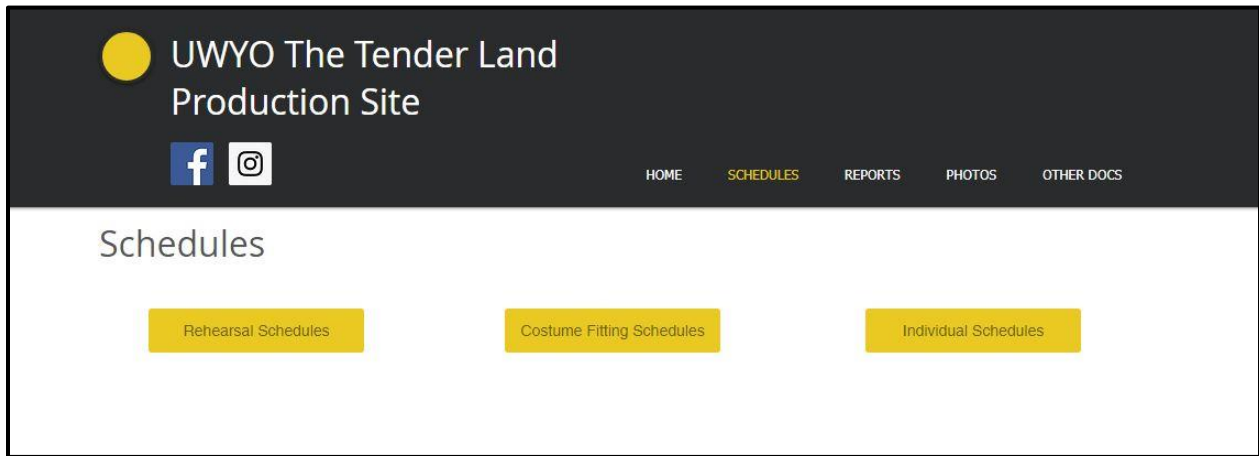 UWYO The Tender Land
Production Site
HOME SCHEDULES REPORTS PHOTOS OTHER DOCS
Schedules
Rehearsal Schedules Costume Fitting Schedules Individual Schedules